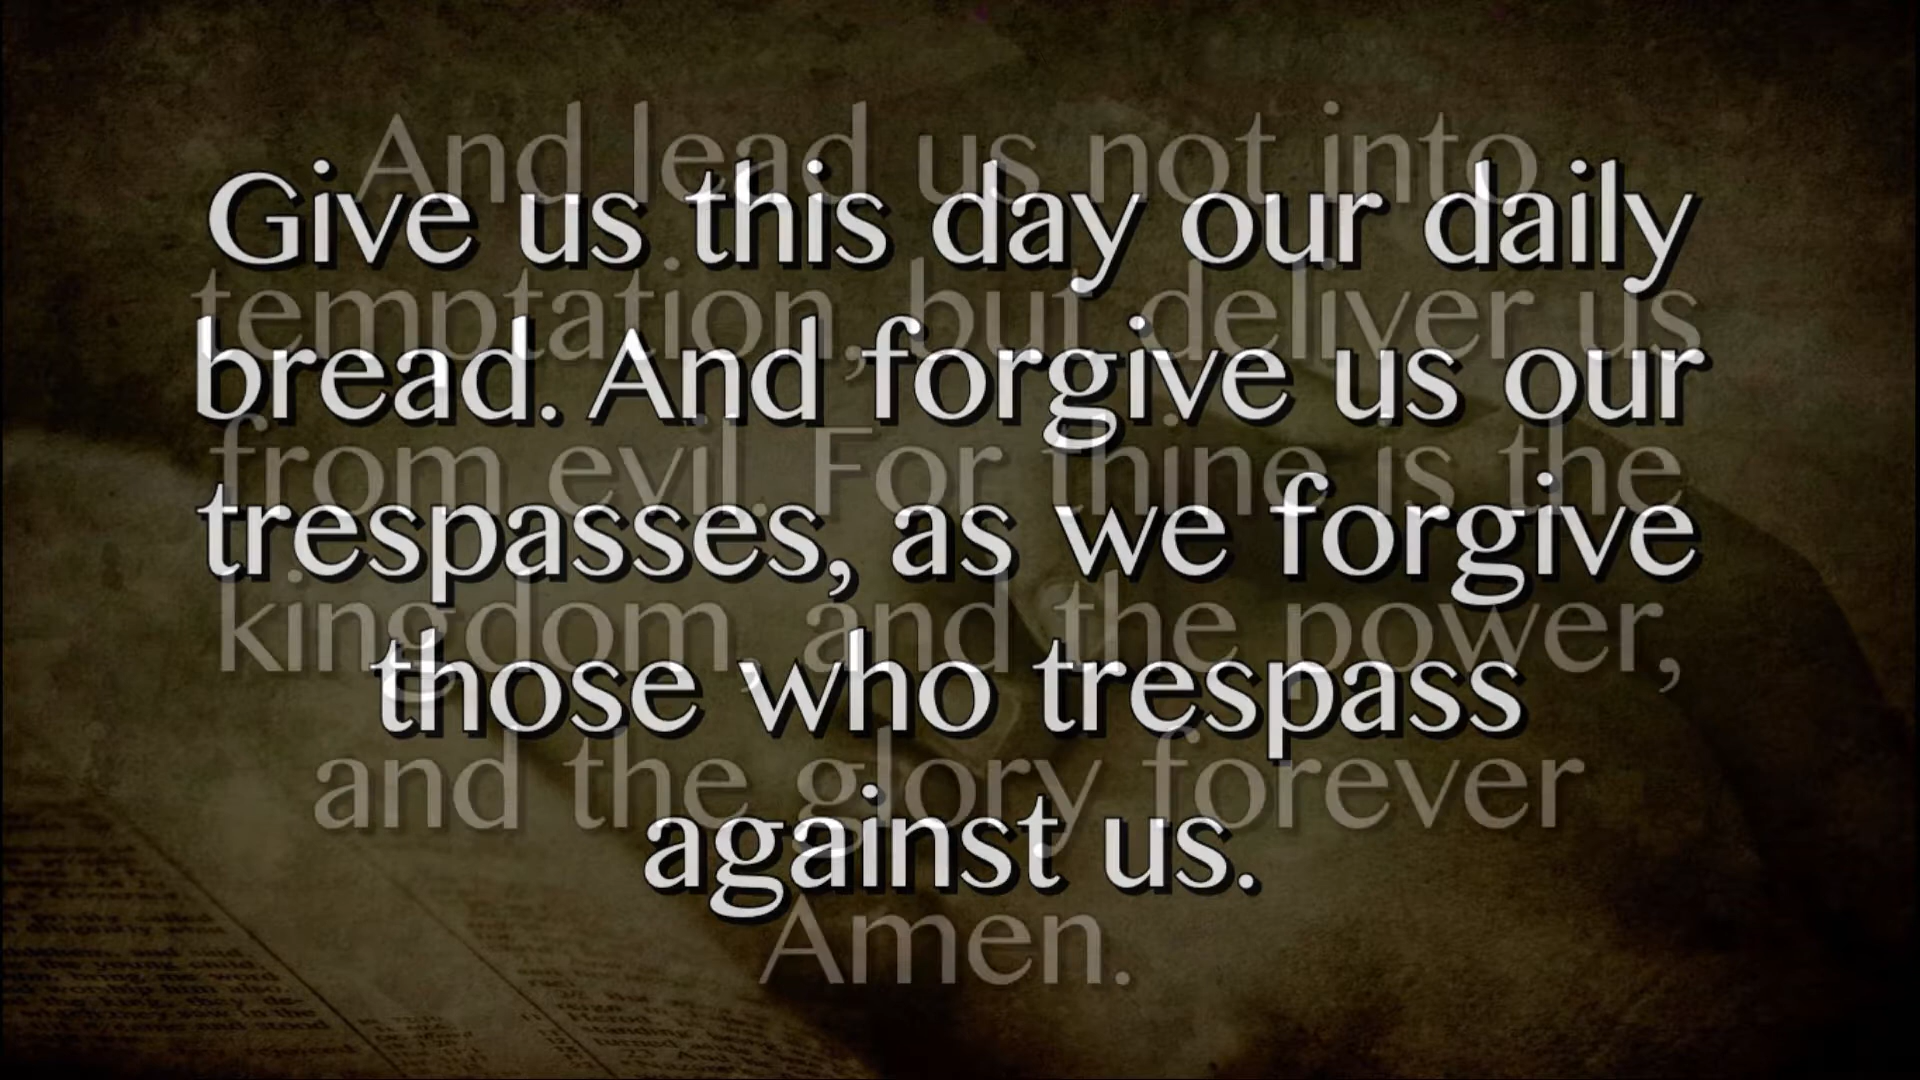 Give us this day our daily
bread. And forgive us our
trespasses, as we forgive
those who trespass
against us.
And lead us not into
temptation, but deliver us
from evil. For thine is the
kingdom, and the power,
and the glory forever
Amen.